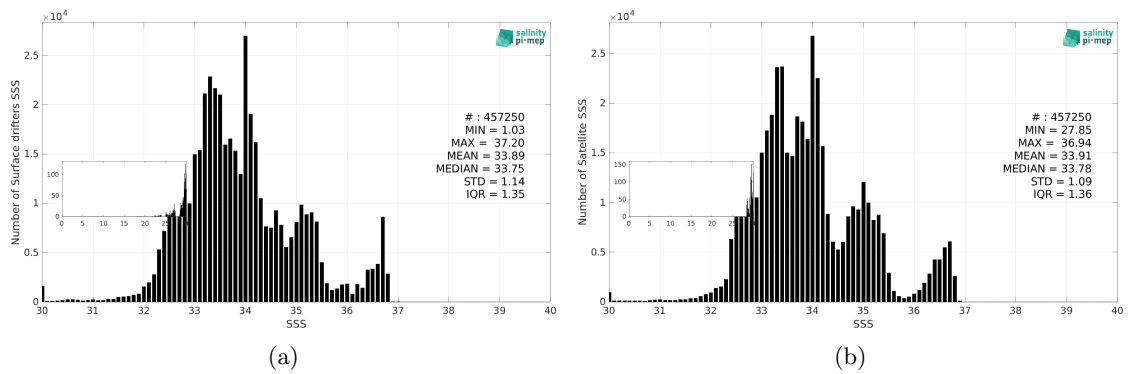 ×10⁴
salinity
pi-mep
2.5
2
1.5
1
0.5
0
Number of Surface drifters SSS
# : 457250
MIN = 1.03
MAX = 37.20
MEAN = 33.89
MEDIAN = 33.75
STD = 1.14
IQR = 1.35
100
50
0
0 5 10 15 20 25
30 31 32 33 34 35 36 37 38 39 40
SSS
(a)
×10⁴
salinity
pi-mep
2.5
2
1.5
1
0.5
0
Number of Satellite SSS
# : 457250
MIN = 27.85
MAX = 36.94
MEAN = 33.91
MEDIAN = 33.78
STD = 1.09
IQR = 1.36
150
100
50
0
0 5 10 15 20 25
30 31 32 33 34 35 36 37 38 39 40
SSS
(b)